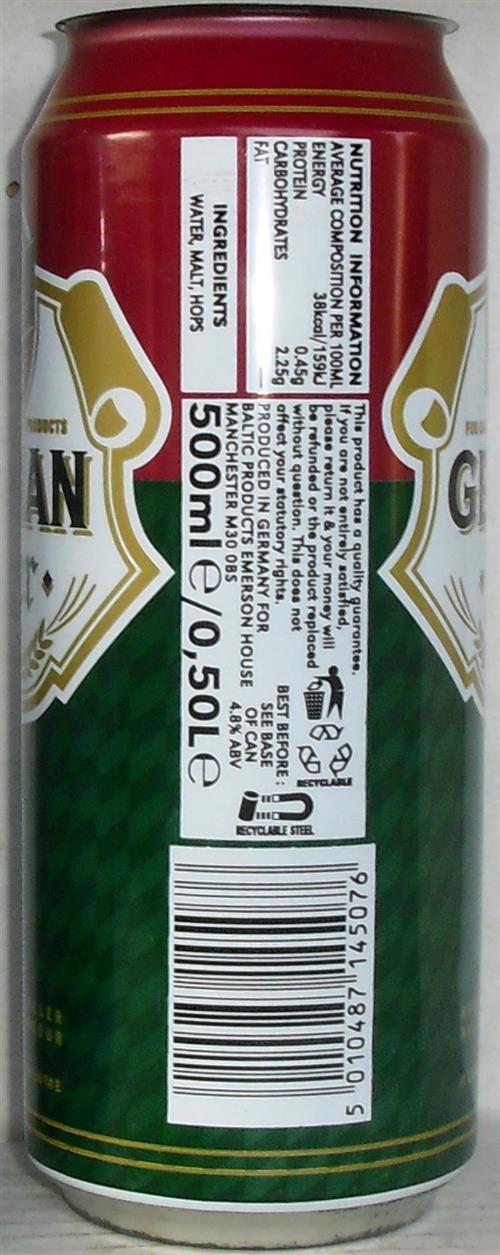 NUTRITION INFORMATION
AVERAGE COMPOSITION PER 100ML
ENERGY 38kcal/159kJ
PROTEIN 0.45g
CARBOHYDRATES 2.25g
FAT —
INGREDIENTS
WATER, MALT, HOPS
This product has a quality guarantee.
If you are not entirely satisfied,
please return it & your money will
be refunded or the product replaced
without question. This does not
affect your statutory rights.
PRODUCED IN GERMANY FOR
BALTIC PRODUCTS EMERSON HOUSE
MANCHESTER M30 0BS
500ml e/0,50L e
RECYCLABLE
BEST BEFORE:
SEE BASE
OF CAN
4.8% ABV
RECYCLABLE STEEL
5 010487 145076
AN